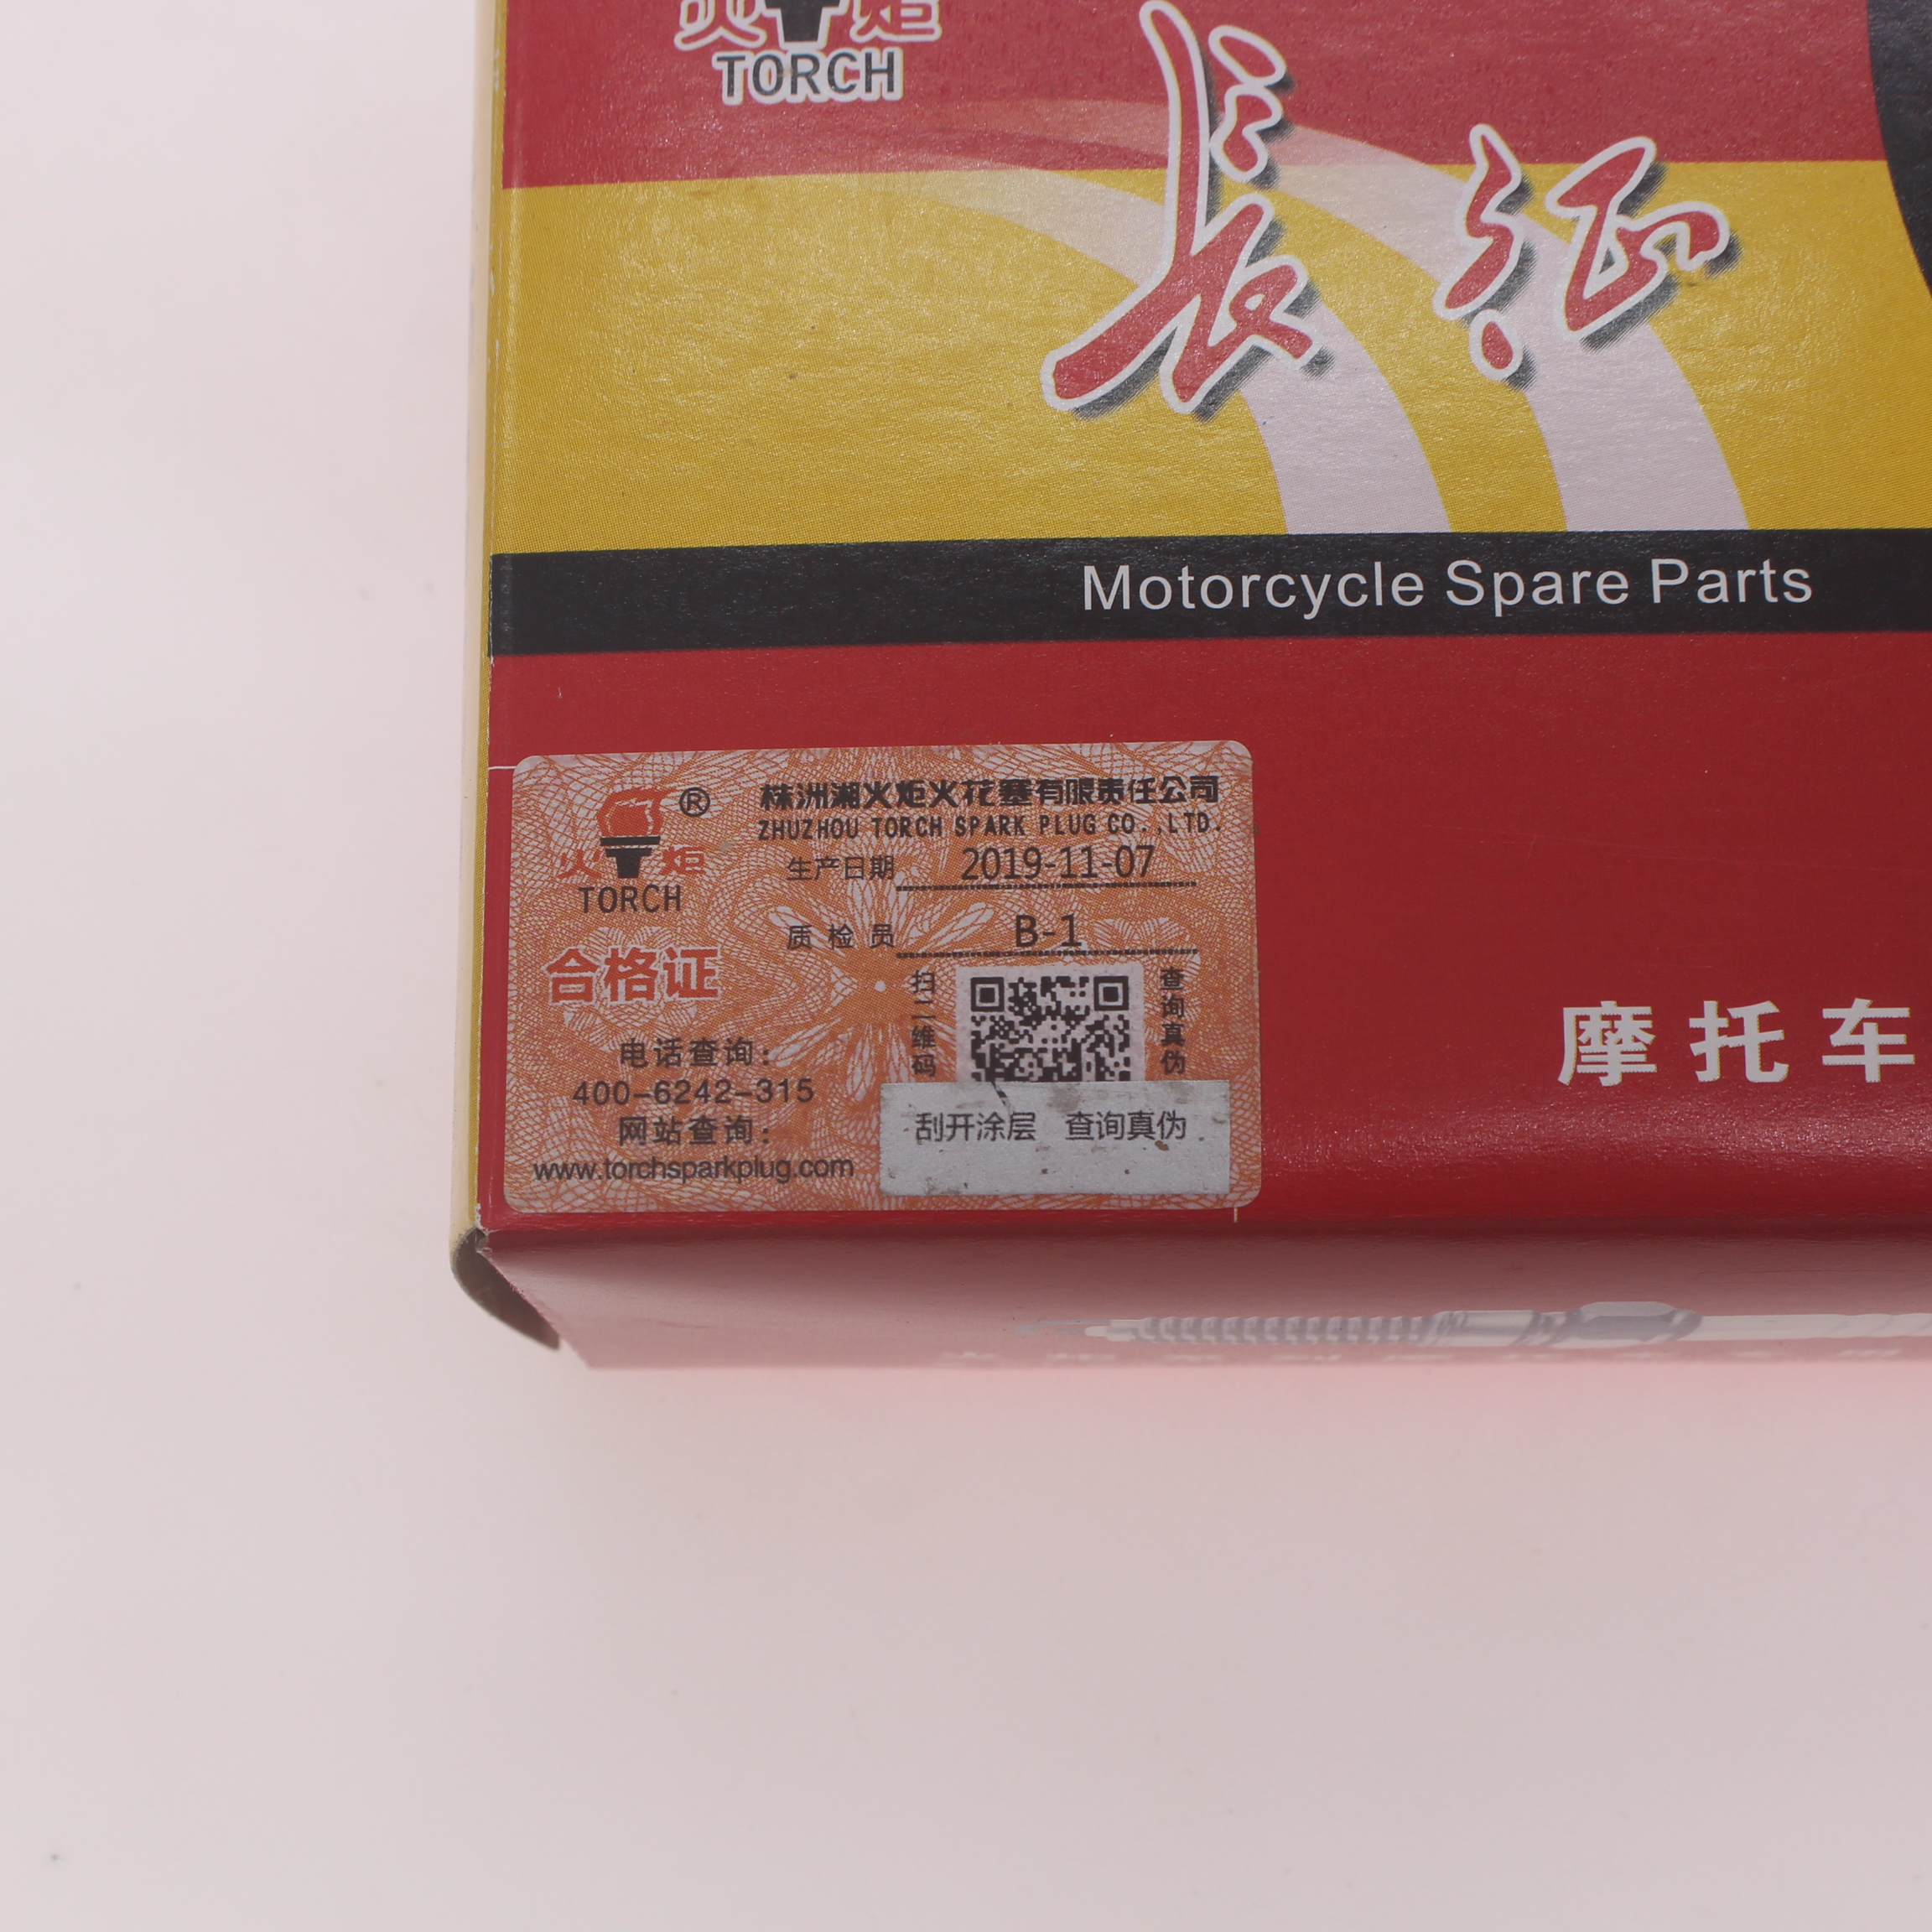 火炬
TORCH
长征
Motorcycle Spare Parts
®
火炬
TORCH
合格证
株洲湘火炬火花塞有限责任公司
ZHUZHOU TORCH SPARK PLUG CO.,LTD.
生产日期 2019-11-07
质检员 B-1
扫二维码
查询真伪
电话查询：
400-6242-315
网站查询：
www.torchsparkplug.com
刮开涂层 查询真伪
摩托车